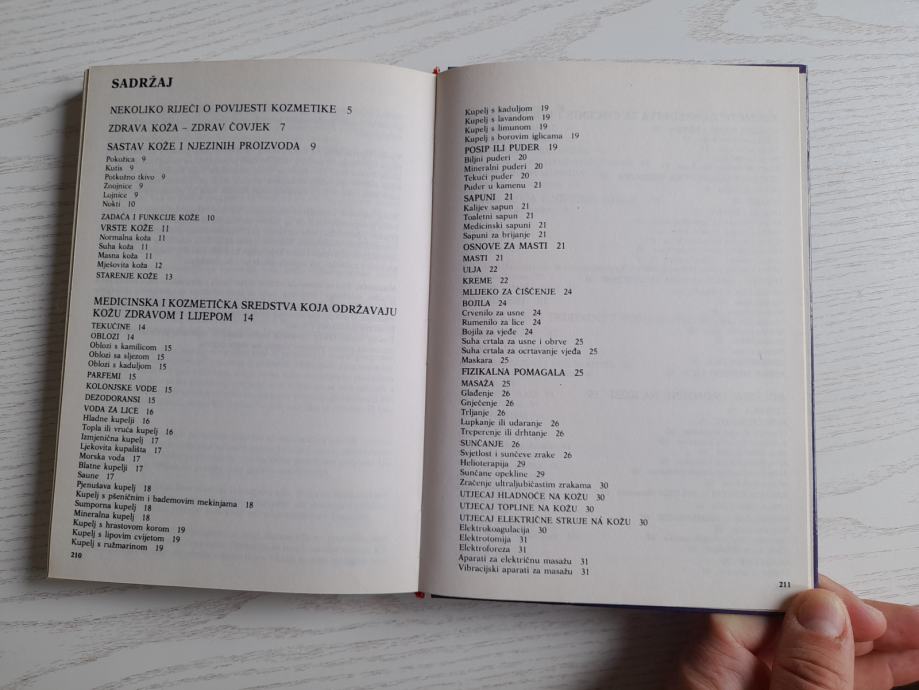 SADRŽAJ
NEKOLIKO RIJEČI O POVIJESTI KOZMETIKE 5
ZDRAVA KOŽA – ZDRAV ČOVJEK 7
SASTAV KOŽE I NJEZINIH PROIZVODA 9
Pokožica 9
Kutis 9
Potkožno tkivo 9
Znojnice 9
Lojnice 9
Nokti 10
ZADAĆA I FUNKCIJE KOŽE 10
VRSTE KOŽE 11
Normalna koža 11
Suha koža 11
Masna koža 11
Mješovita koža 12
STARENJE KOŽE 13
MEDICINSKA I KOZMETIČKA SREDSTVA KOJA ODRŽAVAJU
KOŽU ZDRAVOM I LIJEPOM 14
TEKUĆINE 14
OBLOZI 14
Oblozi s kamilicom 15
Oblozi sa sljezom 15
Oblozi s kaduljom 15
PARFEMI 15
KOLONJSKE VODE 15
DEZODORANSI 15
VODA ZA LICE 16
Hladne kupelji 16
Topla ili vruća kupelj 16
Izmjenična kupelj 17
Ljekovita kupališta 17
Morska voda 17
Blatne kupelji 17
Saune 17
Pjenušava kupelj 18
Kupelj s pšeničnim i bademovim mekinjama 18
Sumporna kupelj 18
Mineralna kupelj 18
Kupelj s hrastovom korom 19
Kupelj s lipovim cvijetom 19
Kupelj s ružmarinom 19
210
Kupelj s kaduljom 19
Kupelj s lavandom 19
Kupelj s limunom 19
Kupelj s borovim iglicama 19
POSIP ILI PUDER 19
Biljni puderi 20
Mineralni puderi 20
Tekući puder 20
Puder u kamenu 21
SAPUNI 21
Kalijev sapun 21
Toaletni sapun 21
Medicinski sapuni 21
Sapuni za brijanje 21
OSNOVE ZA MASTI 21
MASTI 21
ULJA 22
KREME 22
MLIJEKO ZA ČIŠĆENJE 24
BOJILA 24
Crvenilo za usne 24
Rumenilo za lice 24
Bojila za vjeđe 24
Suha crtala za usne i obrve 25
Suha crtala za ocrtavanje vjeđa 25
Maskara 25
FIZIKALNA POMAGALA 25
MASAŽA 25
Glađenje 26
Gnječenje 26
Trljanje 26
Lupkanje ili udaranje 26
Treperenje ili drhtanje 26
SUNČANJE 26
Svjetlost i sunčeve zrake 26
Helioterapija 29
Sunčane opekline 29
Zračenje ultraljubičastim zrakama 30
UTJECAJ HLADNOĆE NA KOŽU 30
UTJECAJ TOPLINE NA KOŽU 30
UTJECAJ ELEKTRIČNE STRUJE NA KOŽU 30
Elektrokoagulacija 30
Elektrotomija 31
Elektroforeza 31
Aparati za električnu masažu 31
Vibracijski aparati za masažu 31
211